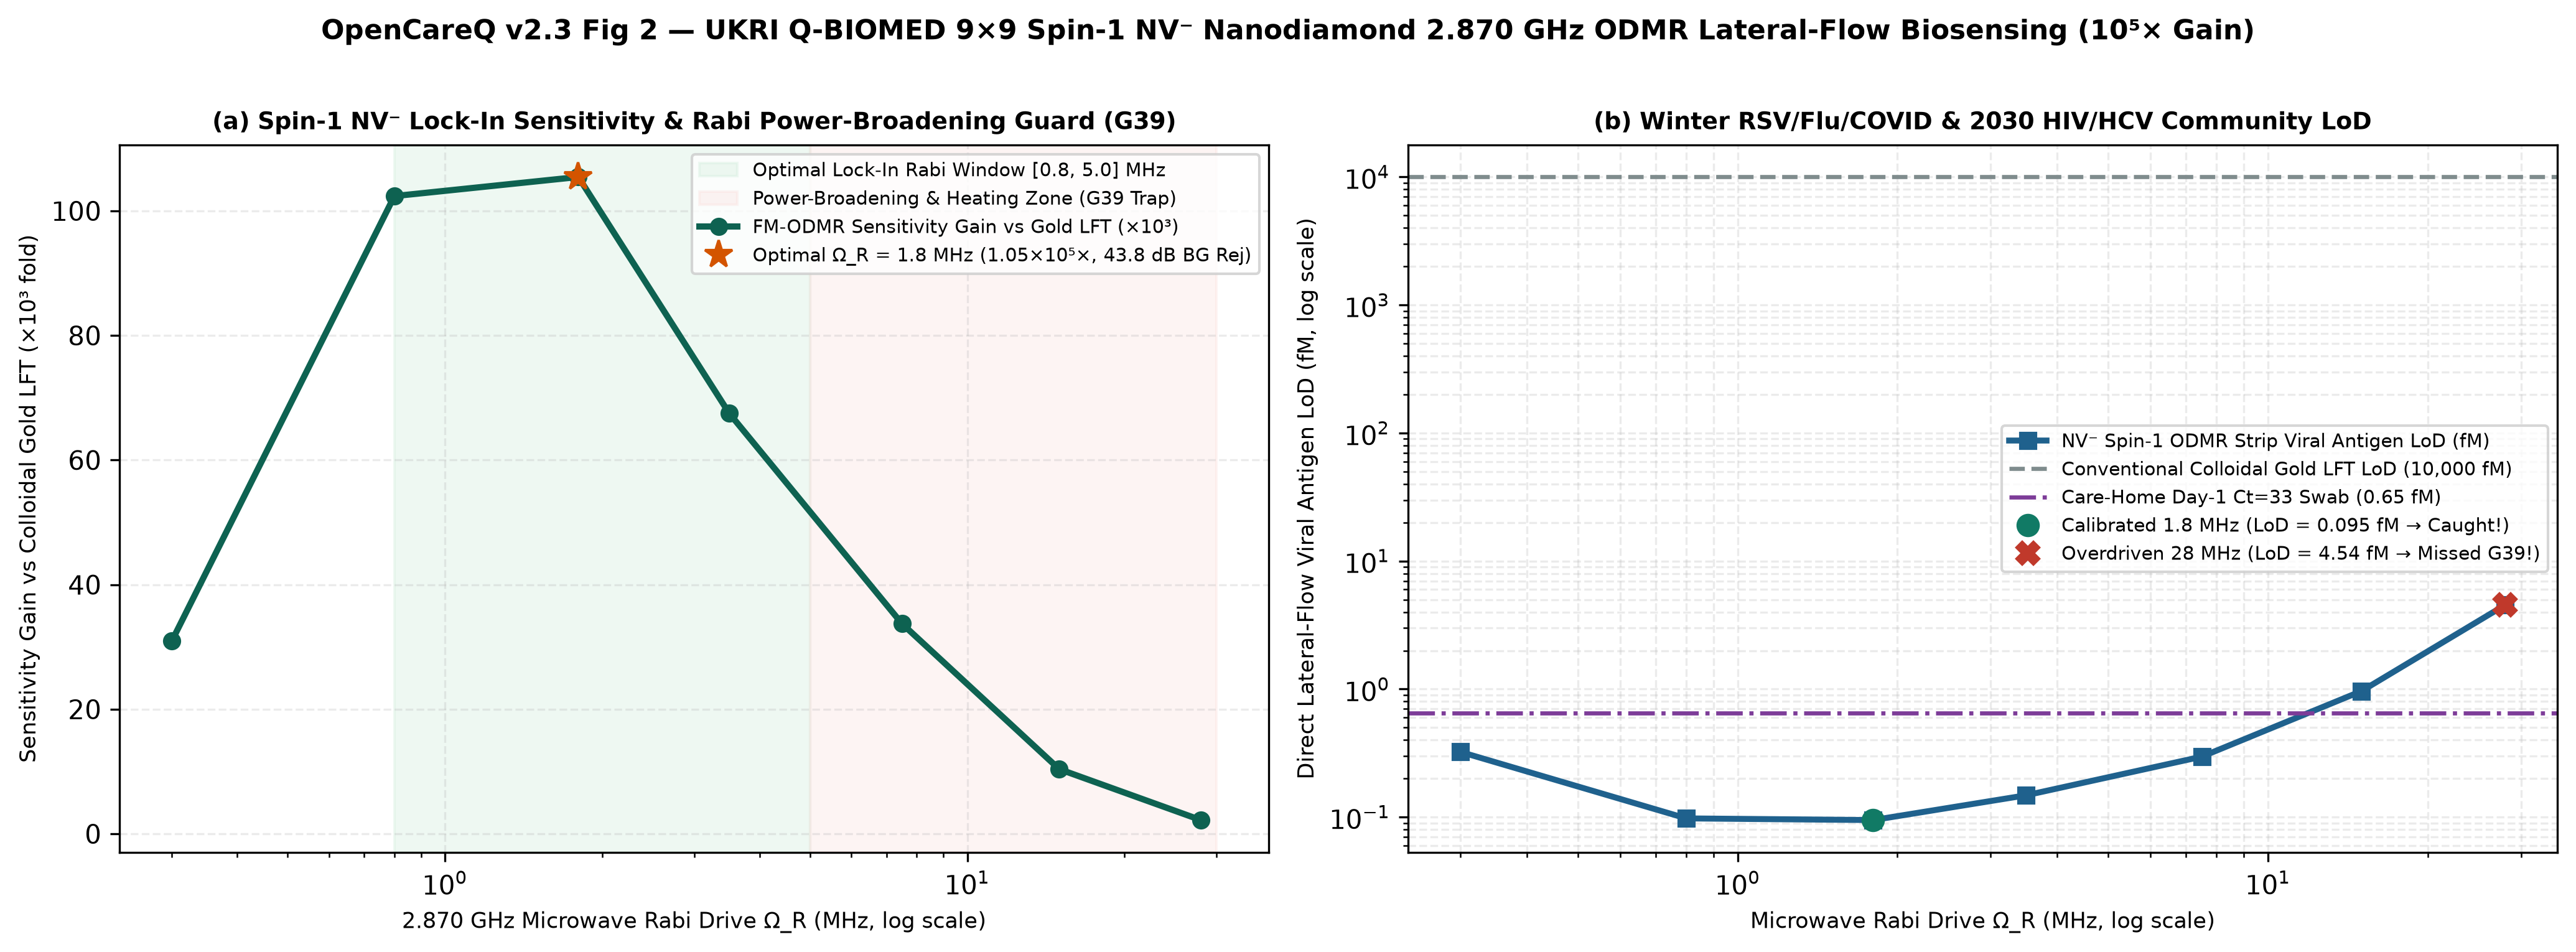 OpenCareQ v2.3 Fig 2 — UKRI Q-BIOMED 9×9 Spin-1 NV⁻ Nanodiamond 2.870 GHz ODMR Lateral-Flow Biosensing (10⁵× Gain)
(a) Spin-1 NV⁻ Lock-In Sensitivity & Rabi Power-Broadening Guard (G39)
Sensitivity Gain vs Colloidal Gold LFT (×10³ fold)
100
80
60
40
20
0
Optimal Lock-In Rabi Window [0.8, 5.0] MHz
Power-Broadening & Heating Zone (G39 Trap)
FM-ODMR Sensitivity Gain vs Gold LFT (×10³)
Optimal Ω_R = 1.8 MHz (1.05×10⁵×, 43.8 dB BG Rej)
10⁰ 10¹
2.870 GHz Microwave Rabi Drive Ω_R (MHz, log scale)
(b) Winter RSV/Flu/COVID & 2030 HIV/HCV Community LoD
Direct Lateral-Flow Viral Antigen LoD (fM, log scale)
10⁴
10³
10²
10¹
10⁰
10⁻¹
NV⁻ Spin-1 ODMR Strip Viral Antigen LoD (fM)
Conventional Colloidal Gold LFT LoD (10,000 fM)
Care-Home Day-1 Ct=33 Swab (0.65 fM)
Calibrated 1.8 MHz (LoD = 0.095 fM → Caught!)
Overdriven 28 MHz (LoD = 4.54 fM → Missed G39!)
10⁰ 10¹
Microwave Rabi Drive Ω_R (MHz, log scale)